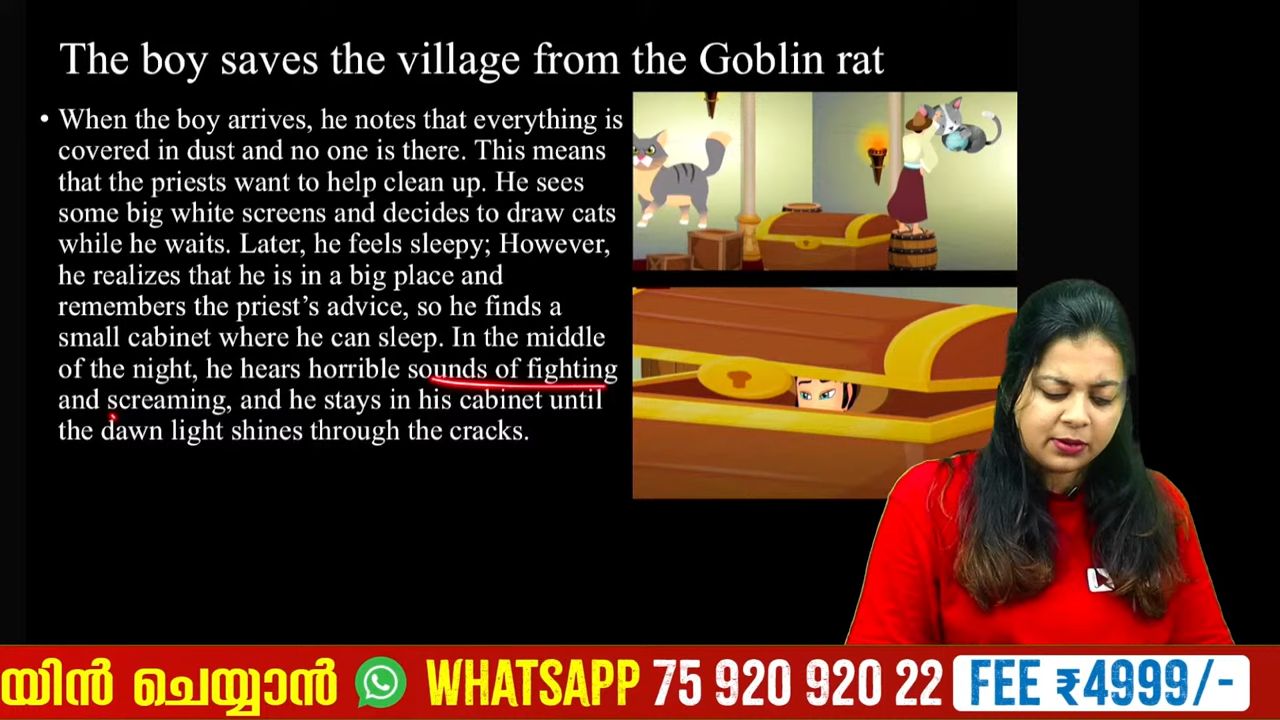 The boy saves the village from the Goblin rat
• When the boy arrives, he notes that everything is
covered in dust and no one is there. This means
that the priests want to help clean up. He sees
some big white screens and decides to draw cats
while he waits. Later, he feels sleepy; However,
he realizes that he is in a big place and
remembers the priest’s advice, so he finds a
small cabinet where he can sleep. In the middle
of the night, he hears horrible sounds of fighting
and screaming, and he stays in his cabinet until
the dawn light shines through the cracks.
യിൻ ചെയ്യാൻ WHATSAPP 75 920 920 22 FEE ₹4999/-